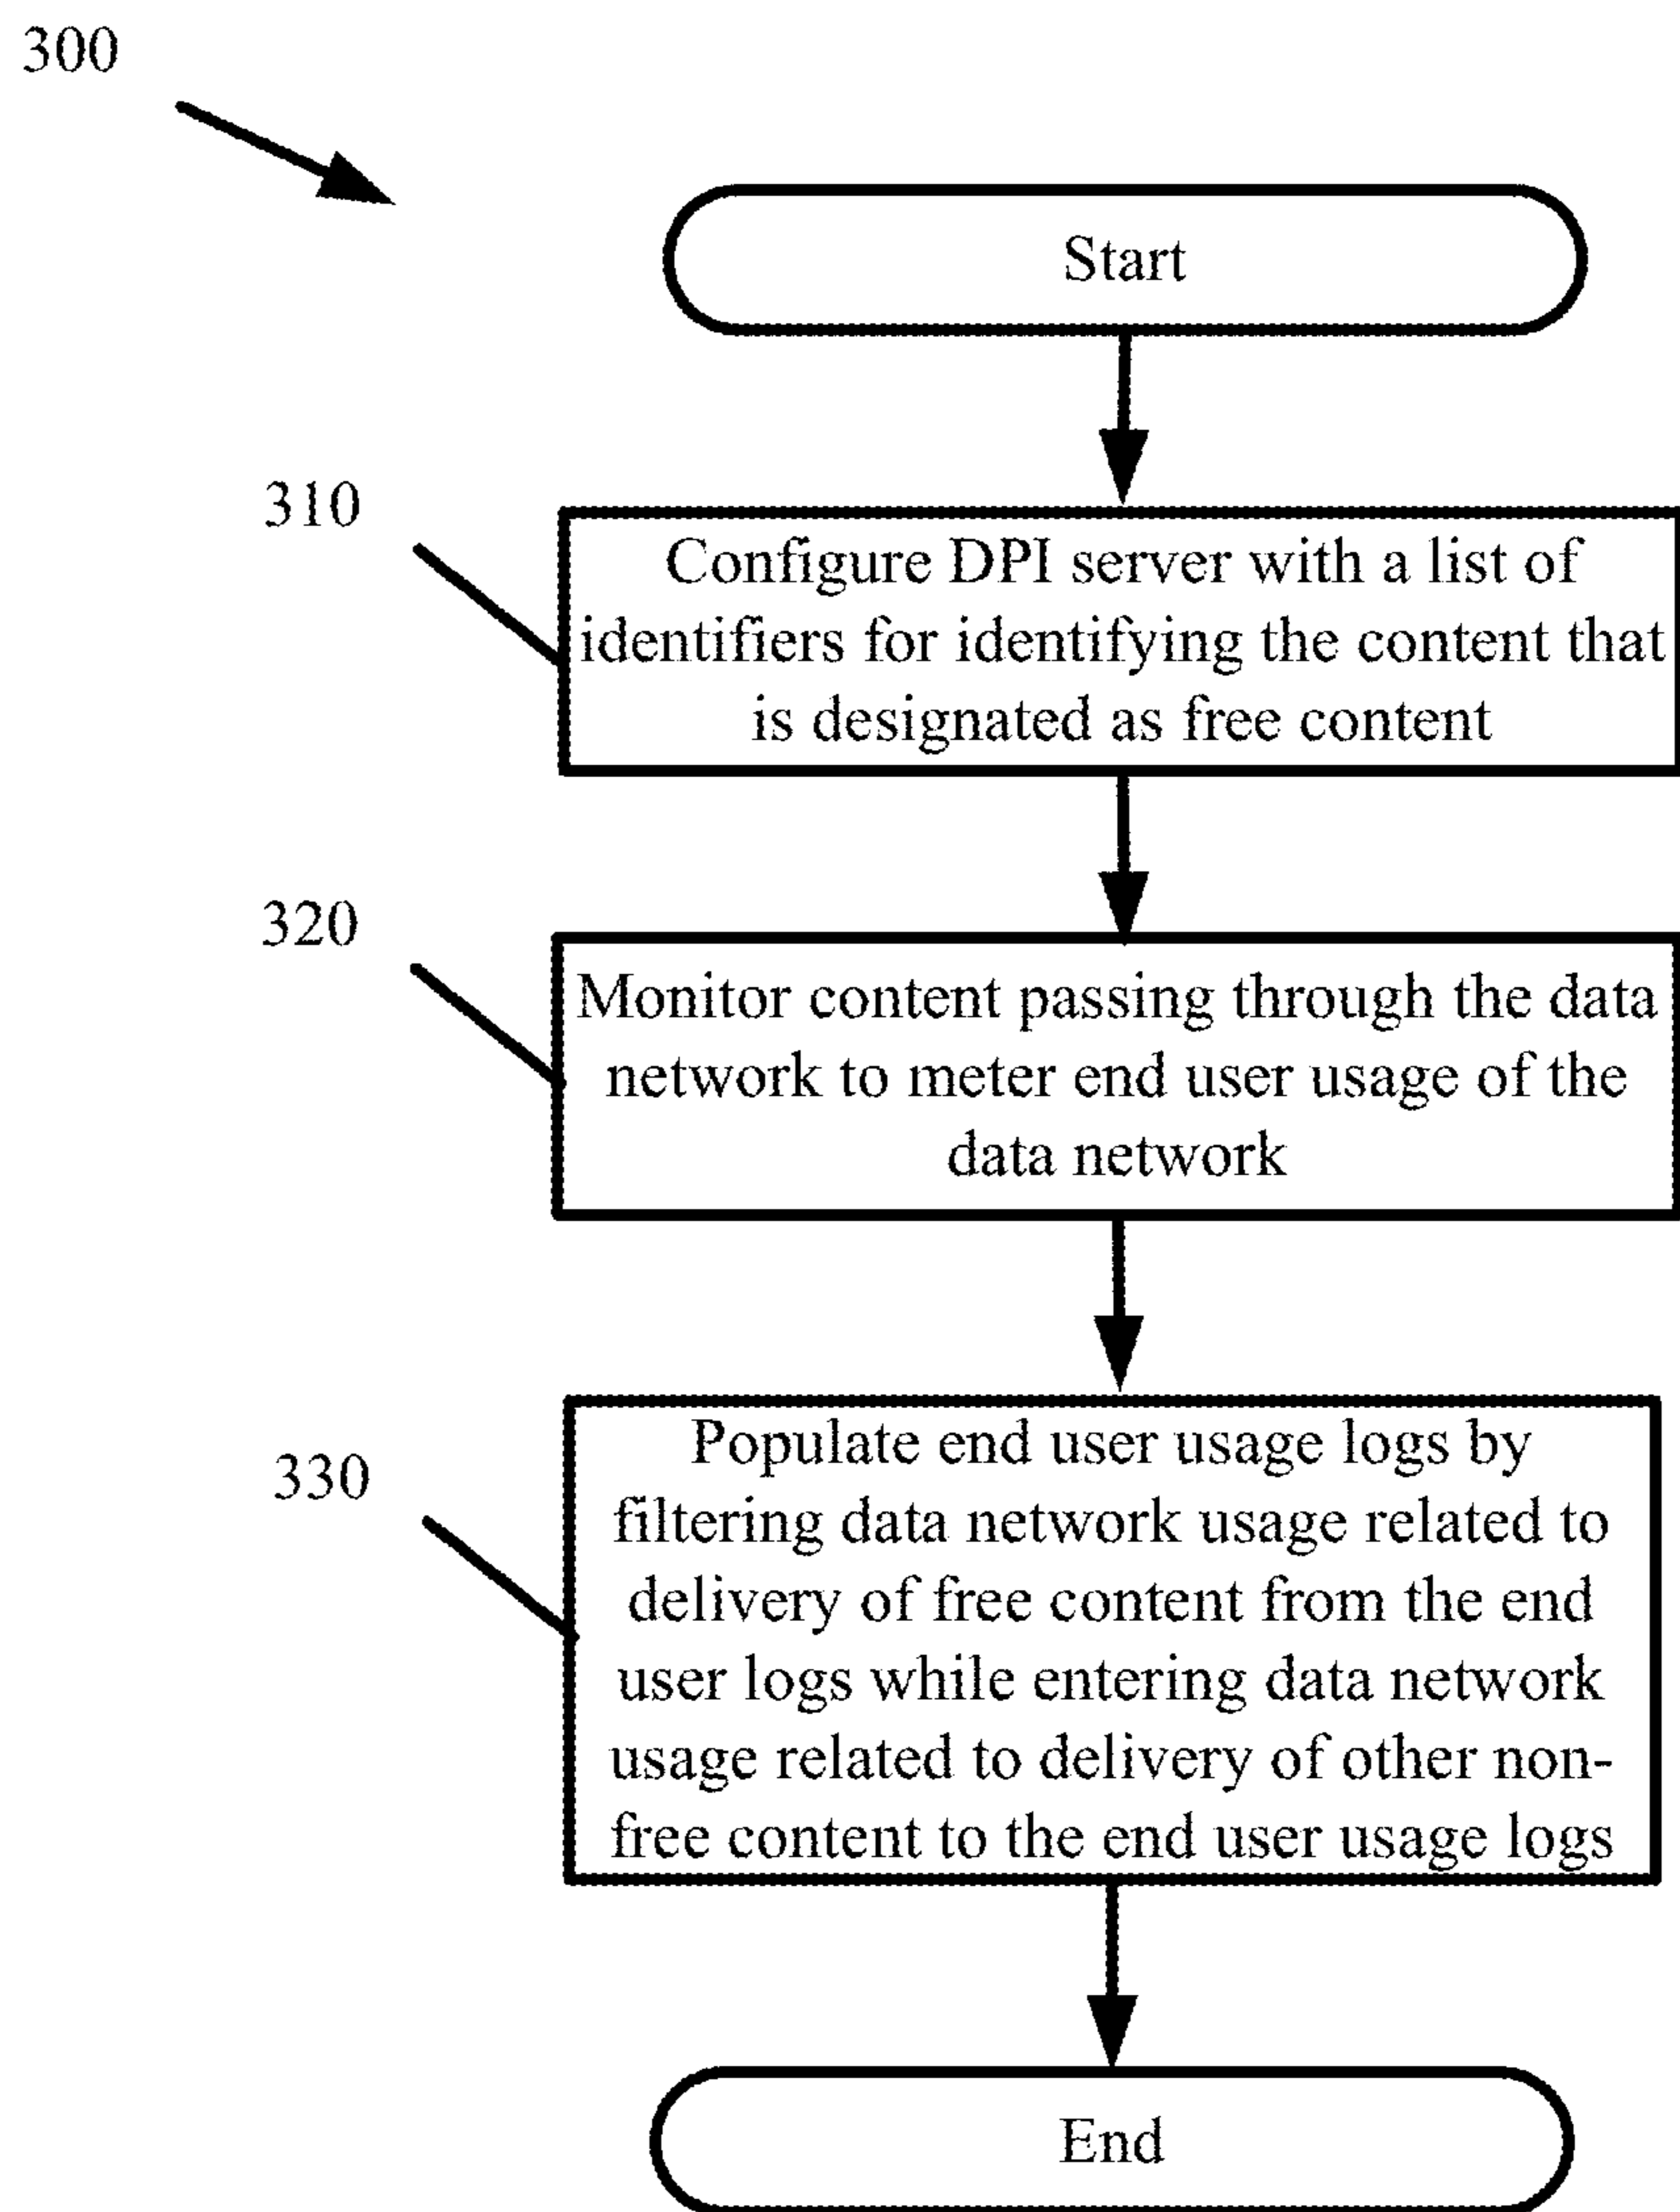 300
Start
310
Configure DPI server with a list of
identifiers for identifying the content that
is designated as free content
320
Monitor content passing through the data
network to meter end user usage of the
data network
330
Populate end user usage logs by
filtering data network usage related to
delivery of free content from the end
user logs while entering data network
usage related to delivery of other non-
free content to the end user usage logs
End